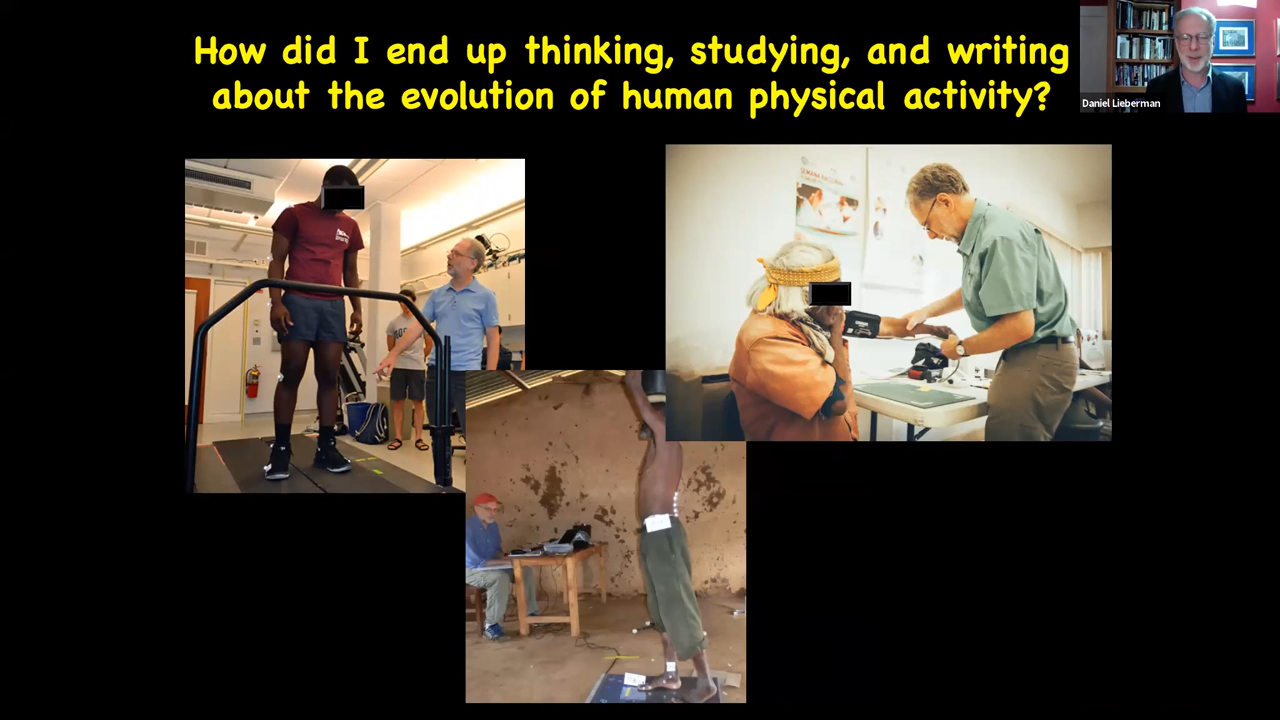 How did I end up thinking, studying, and writing
about the evolution of human physical activity?
Daniel Lieberman